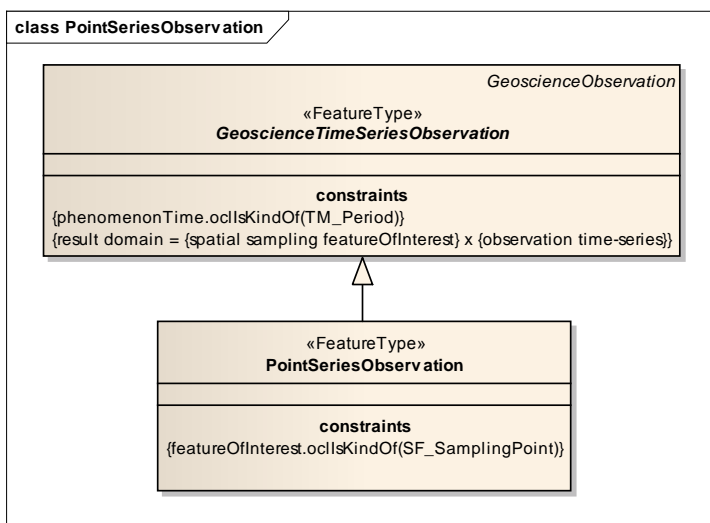 class PointSeriesObservation
GeoscienceObservation
«FeatureType»
GeoscienceTimeSeriesObservation
constraints
{phenomenonTime.oclIsKindOf(TM_Period)}
{result domain = {spatial sampling featureOfInterest} x {observation time-series}}
«FeatureType»
PointSeriesObservation
constraints
{featureOfInterest.oclIsKindOf(SF_SamplingPoint)}